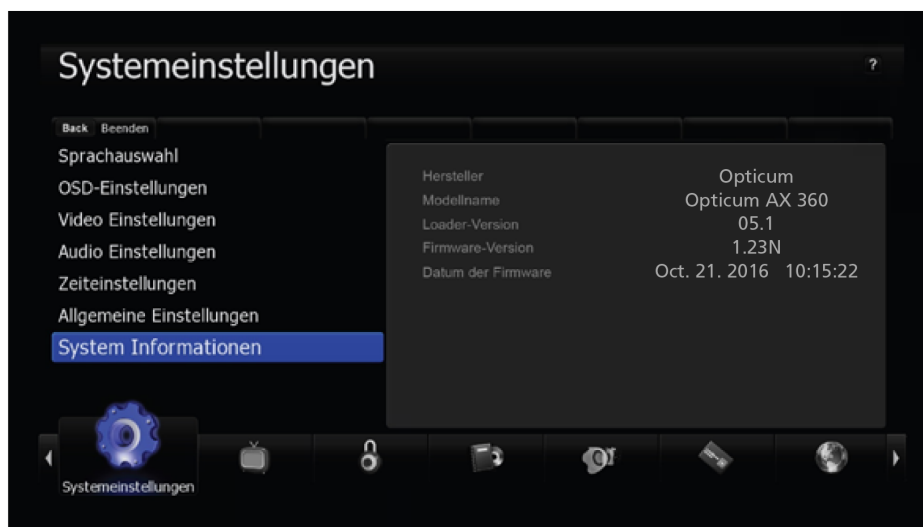 Systemeinstellungen
?
Back Beenden
Sprachauswahl
OSD-Einstellungen
Video Einstellungen
Audio Einstellungen
Zeiteinstellungen
Allgemeine Einstellungen
System Informationen
Hersteller Opticum
Modellname Opticum AX 360
Loader-Version 05.1
Firmware-Version 1.23N
Datum der Firmware Oct. 21. 2016 10:15:22
Systemeinstellungen